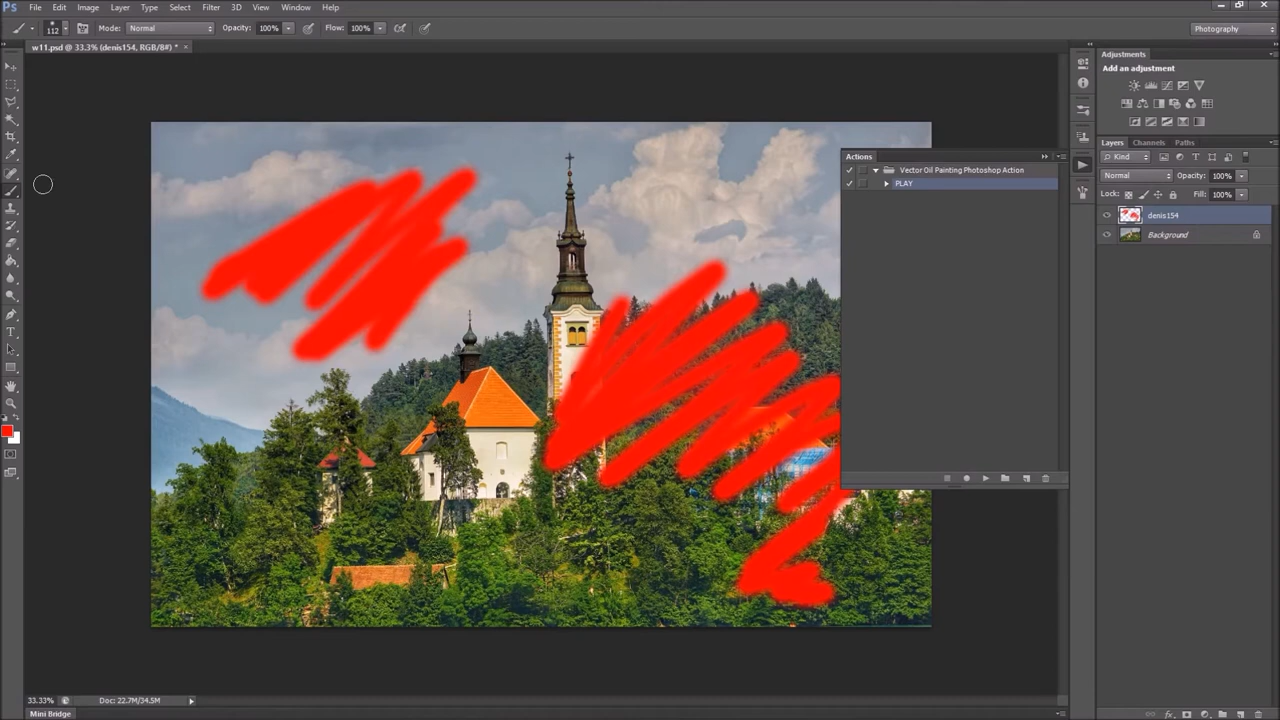 Ps File Edit Image Layer Type Select Filter 3D View Window Help
112 Mode: Normal Opacity: 100% Flow: 100% Photography
w11.psd @ 33.3% (denis154, RGB/8#) * ×
Adjustments
Add an adjustment
Layers Channels Paths
Kind
Normal Opacity: 100%
Lock: Fill: 100%
denis154
Background
Actions
Vector Oil Painting Photoshop Action
PLAY
T
33.33% Doc: 22.7M/34.5M
Mini Bridge
fx